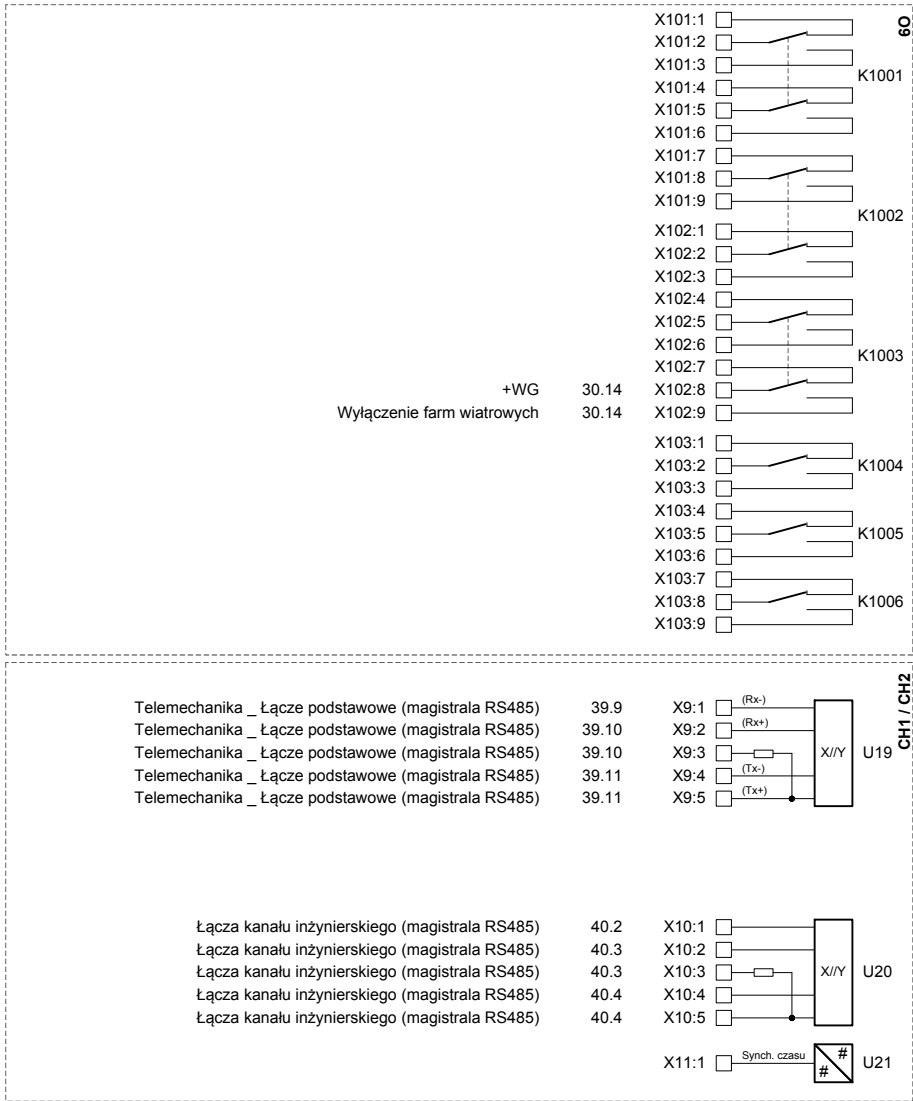 X101:1
X101:2
X101:3
X101:4
X101:5
X101:6
K1001
6O
X101:7
X101:8
X101:9
X102:1
X102:2
X102:3
K1002
X102:4
X102:5
X102:6
X102:7
+WG 30.14 X102:8
Wyłączenie farm wiatrowych 30.14 X102:9
K1003
X103:1
X103:2 K1004
X103:3
X103:4
X103:5 K1005
X103:6
X103:7
X103:8 K1006
X103:9
CH1 / CH2
Telemechanika _ Łącze podstawowe (magistrala RS485) 39.9 X9:1 (Rx-)
Telemechanika _ Łącze podstawowe (magistrala RS485) 39.10 X9:2 (Rx+)
Telemechanika _ Łącze podstawowe (magistrala RS485) 39.10 X9:3 X//Y U19
Telemechanika _ Łącze podstawowe (magistrala RS485) 39.11 X9:4 (Tx-)
Telemechanika _ Łącze podstawowe (magistrala RS485) 39.11 X9:5 (Tx+)
Łącza kanału inżynierskiego (magistrala RS485) 40.2 X10:1
Łącza kanału inżynierskiego (magistrala RS485) 40.3 X10:2
Łącza kanału inżynierskiego (magistrala RS485) 40.3 X10:3 X//Y U20
Łącza kanału inżynierskiego (magistrala RS485) 40.4 X10:4
Łącza kanału inżynierskiego (magistrala RS485) 40.4 X10:5
X11:1 Synch. czasu # # U21